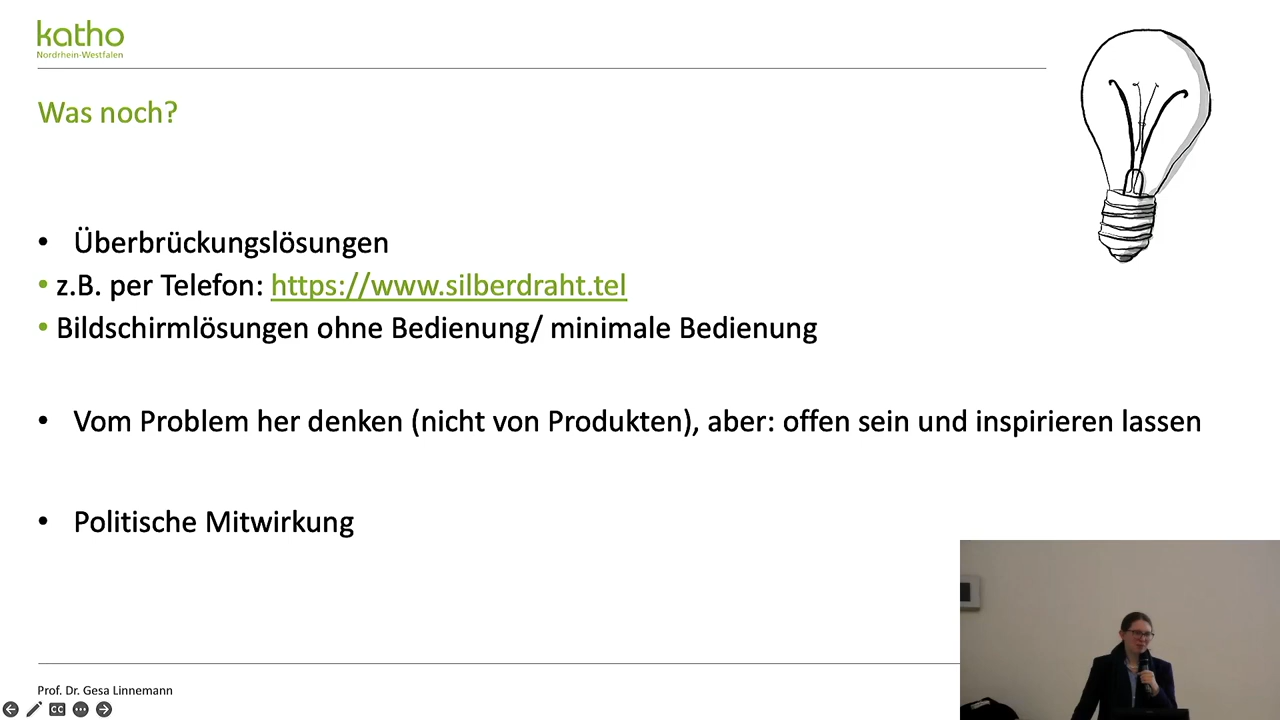 katho
Nordrhein-Westfalen
Was noch?
• Überbrückungslösungen
• z.B. per Telefon: https://www.silberdraht.tel
• Bildschirmlösungen ohne Bedienung/ minimale Bedienung
• Vom Problem her denken (nicht von Produkten), aber: offen sein und inspirieren lassen
• Politische Mitwirkung
Prof. Dr. Gesa Linnemann
CC